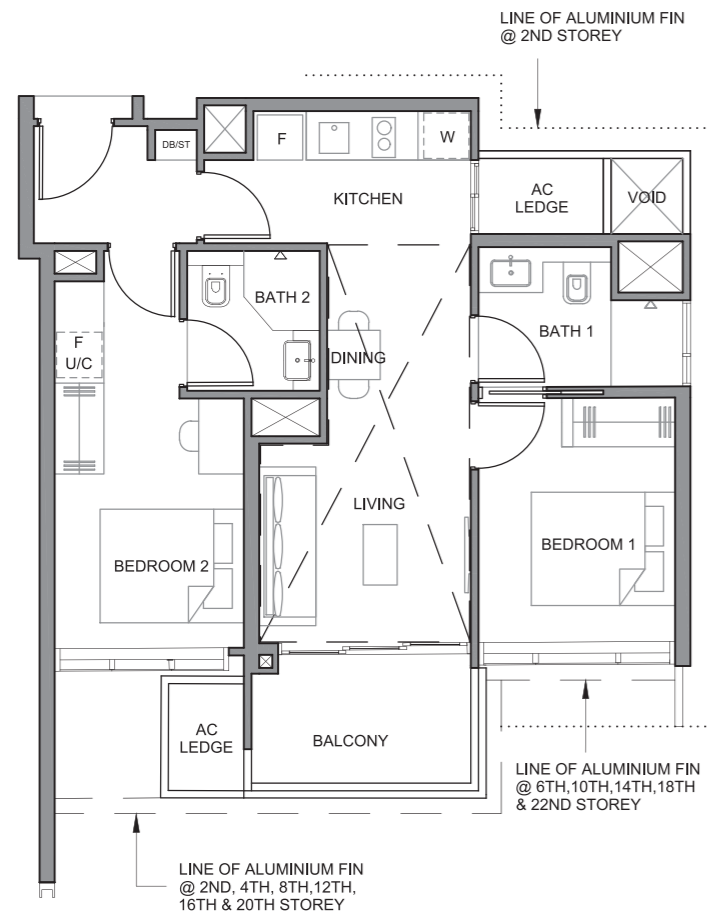 LINE OF ALUMINIUM FIN
@ 2ND STOREY
DB/ST
F
W
KITCHEN
AC
LEDGE
VOID
BATH 2
BATH 1
F
U/C
DINING
LIVING
BEDROOM 2
BEDROOM 1
AC
LEDGE
BALCONY
LINE OF ALUMINIUM FIN
@ 6TH,10TH,14TH,18TH
& 22ND STOREY
LINE OF ALUMINIUM FIN
@ 2ND, 4TH, 8TH,12TH,
16TH & 20TH STOREY